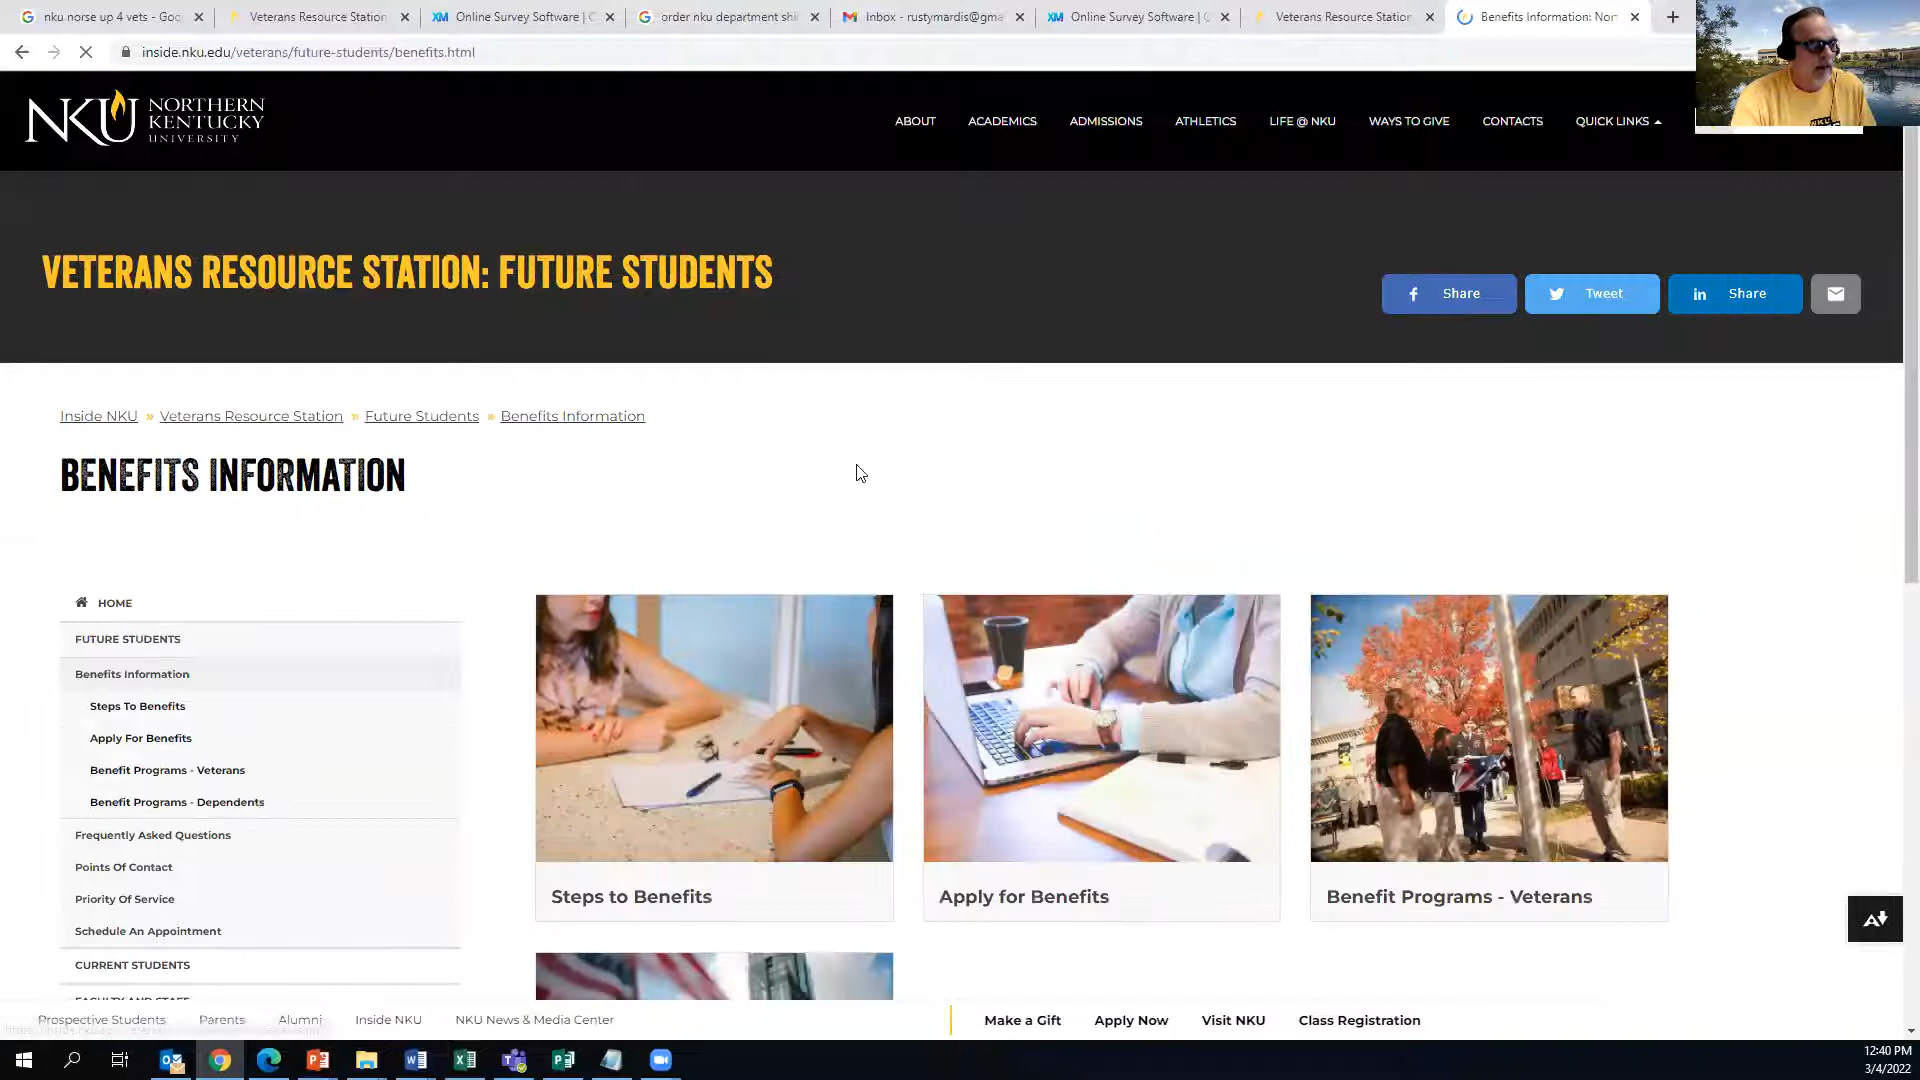 nku norse up 4 vets - Goo
Veterans Resource Station
Online Survey Software |
order nku department shi
Inbox - rustymardis@gma
Online Survey Software |
Veterans Resource Station
Benefits Information: Nor
inside.nku.edu/veterans/future-students/benefits.html
NKU NORTHERN
KENTUCKY
UNIVERSITY
ABOUT
ACADEMICS
ADMISSIONS
ATHLETICS
LIFE @ NKU
WAYS TO GIVE
CONTACTS
QUICK LINKS
VETERANS RESOURCE STATION: FUTURE STUDENTS
Share
Tweet
Share
Inside NKU » Veterans Resource Station » Future Students » Benefits Information
BENEFITS INFORMATION
HOME
FUTURE STUDENTS
Benefits Information
Steps To Benefits
Apply For Benefits
Benefit Programs - Veterans
Benefit Programs - Dependents
Frequently Asked Questions
Points Of Contact
Priority Of Service
Schedule An Appointment
CURRENT STUDENTS
FACULTY AND STAFF
Steps to Benefits
Apply for Benefits
Benefit Programs - Veterans
Prospective Students
Parents
Alumni
Inside NKU
NKU News & Media Center
Make a Gift
Apply Now
Visit NKU
Class Registration
12:40 PM
3/4/2022